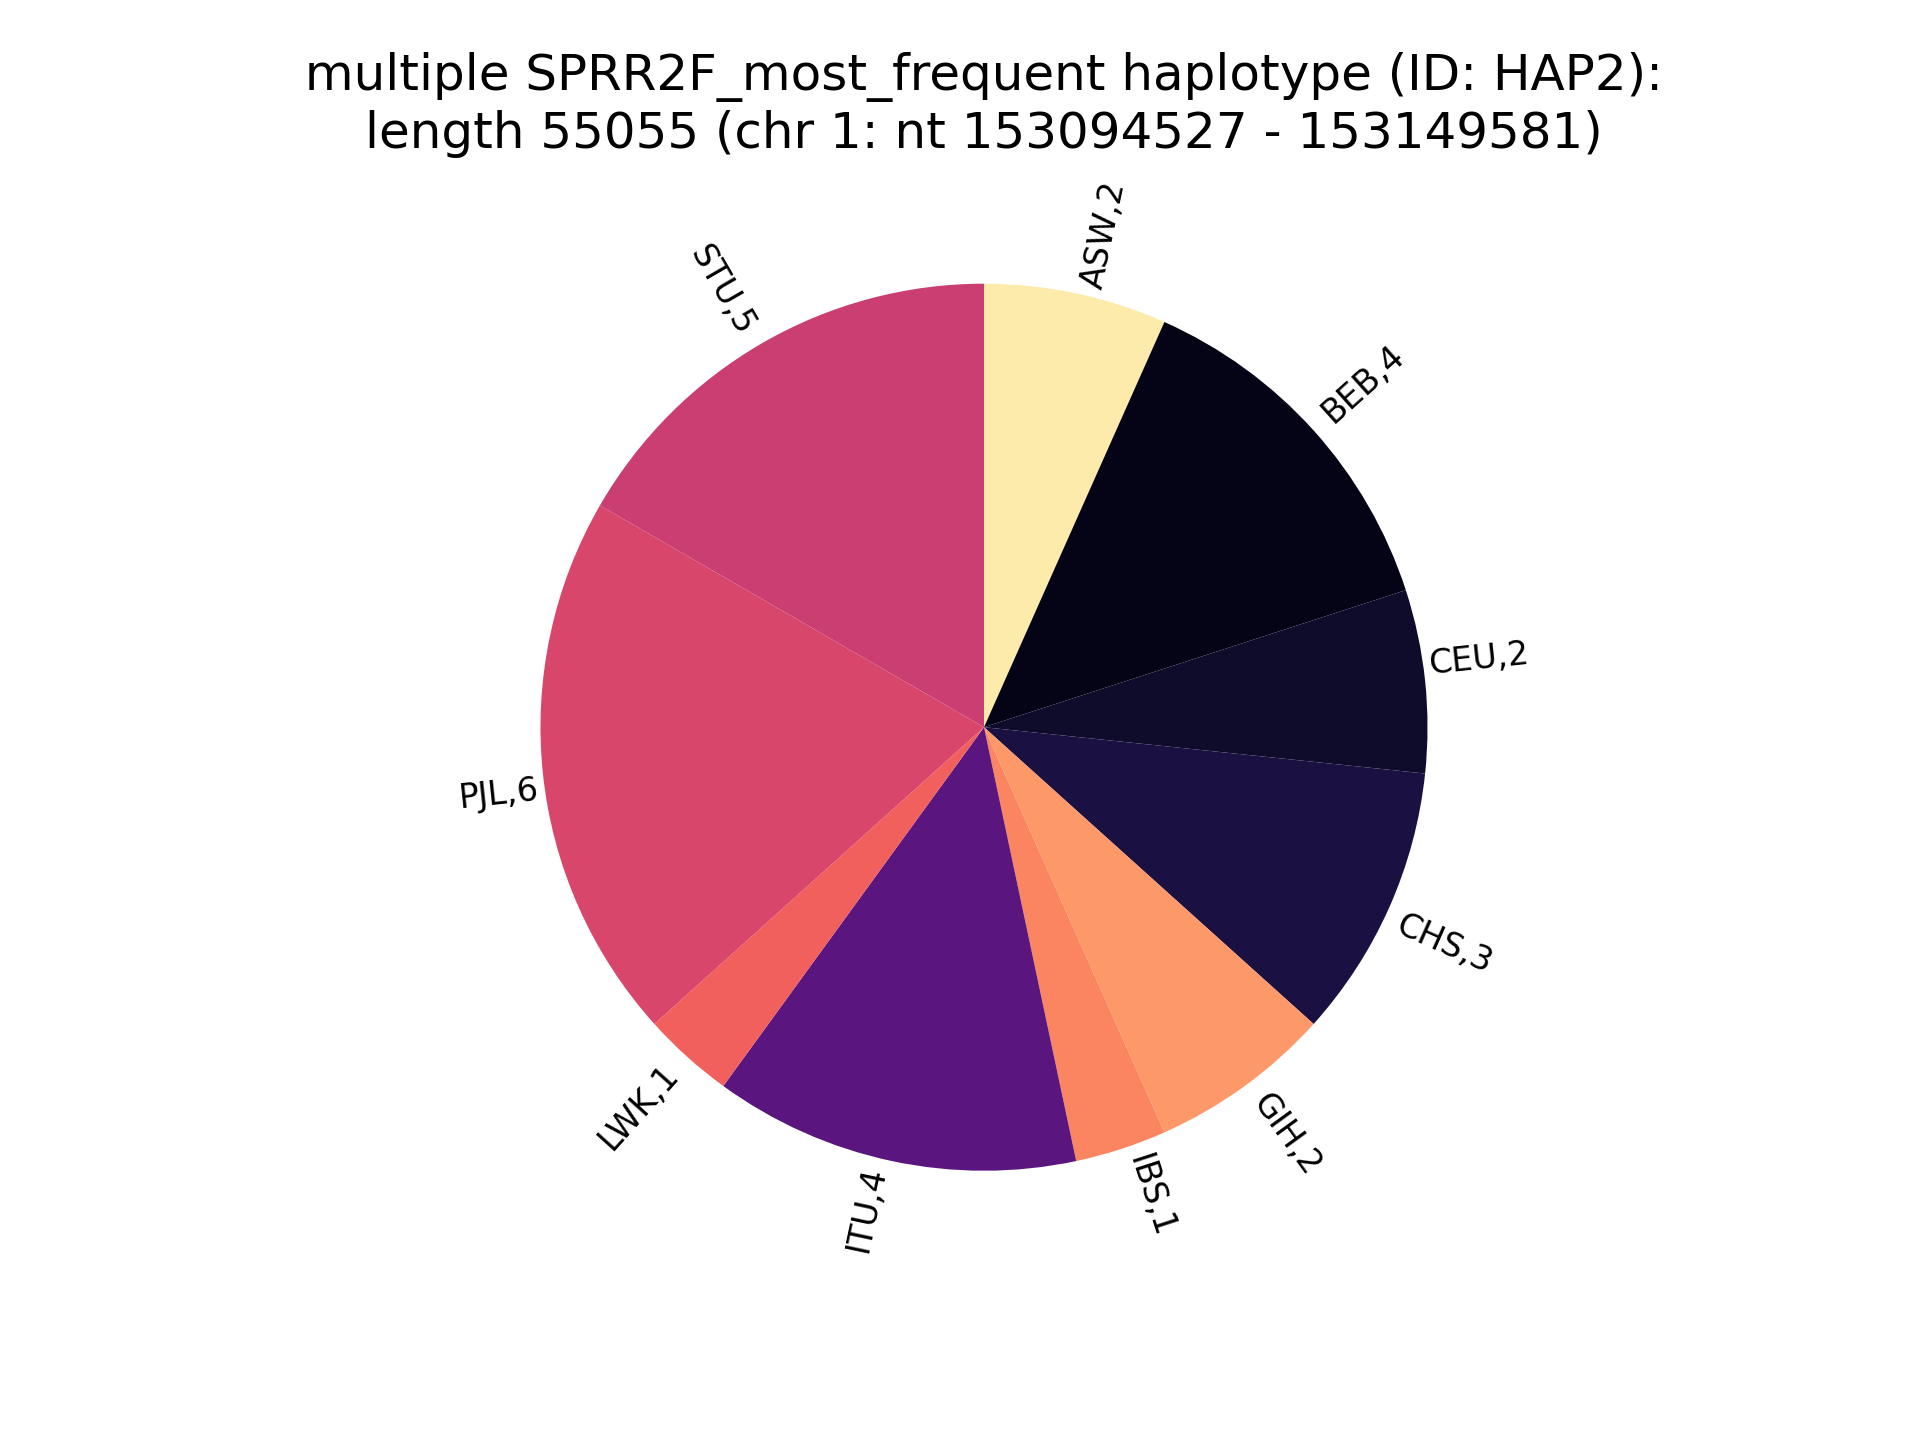 multiple SPRR2F_most_frequent haplotype (ID: HAP2):
length 55055 (chr 1: nt 153094527 - 153149581)
ASW,2
BEB,4
CEU,2
CHS,3
GIH,2
IBS,1
ITU,4
LWK,1
PJL,6
STU,5